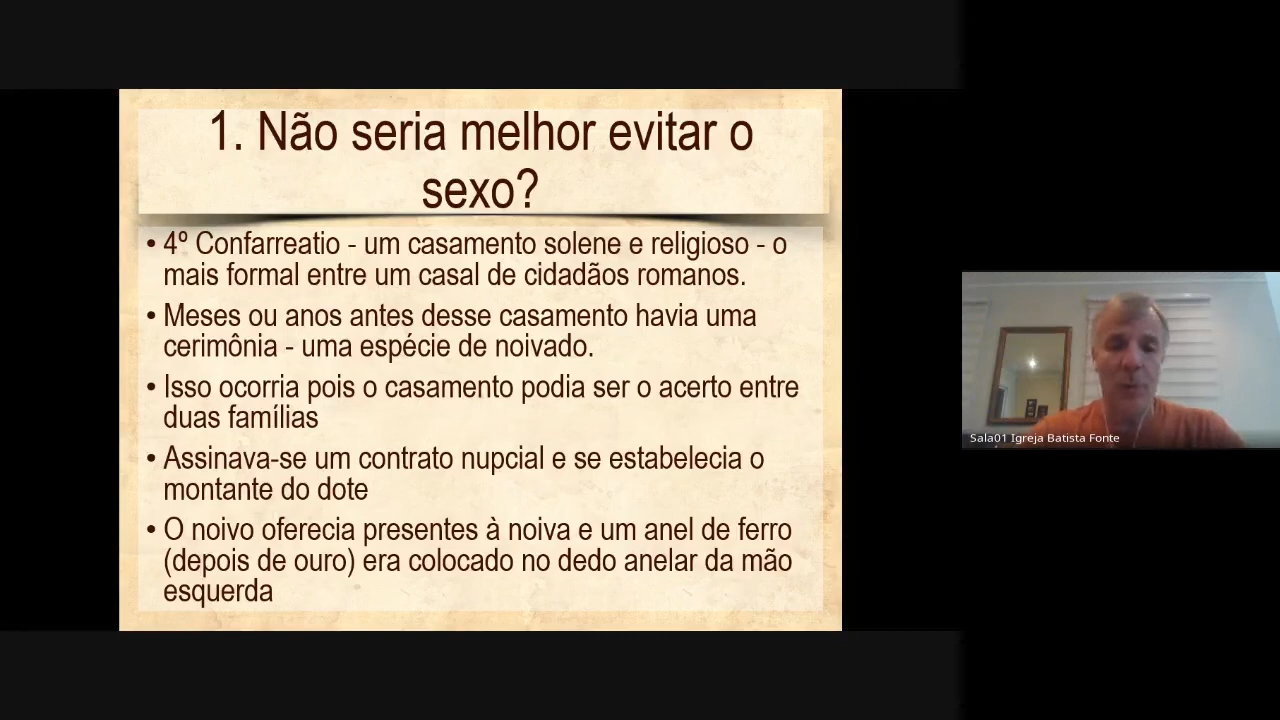 1. Não seria melhor evitar o
sexo?
• 4º Confarreatio - um casamento solene e religioso - o
mais formal entre um casal de cidadãos romanos.
• Meses ou anos antes desse casamento havia uma
cerimônia - uma espécie de noivado.
• Isso ocorria pois o casamento podia ser o acerto entre
duas famílias
• Assinava-se um contrato nupcial e se estabelecia o
montante do dote
• O noivo oferecia presentes à noiva e um anel de ferro
(depois de ouro) era colocado no dedo anelar da mão
esquerda
Sala01 Igreja Batista Fonte